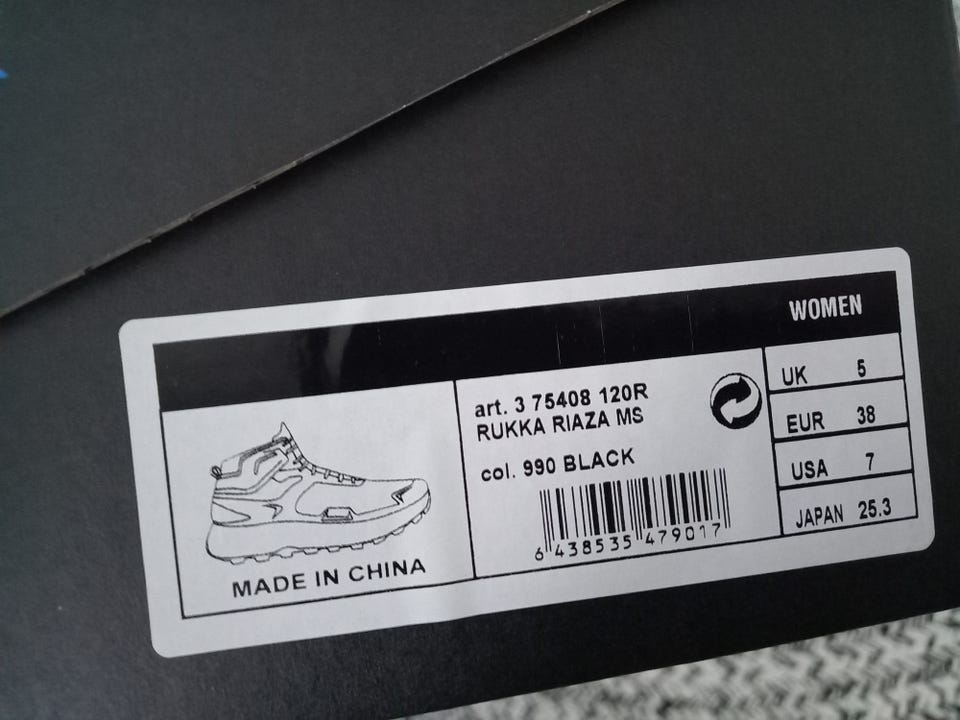 WOMEN
art. 3 75408 120R
RUKKA RIAZA MS
col. 990 BLACK
6 438535 479017
MADE IN CHINA
UK 5
EUR 38
USA 7
JAPAN 25.3